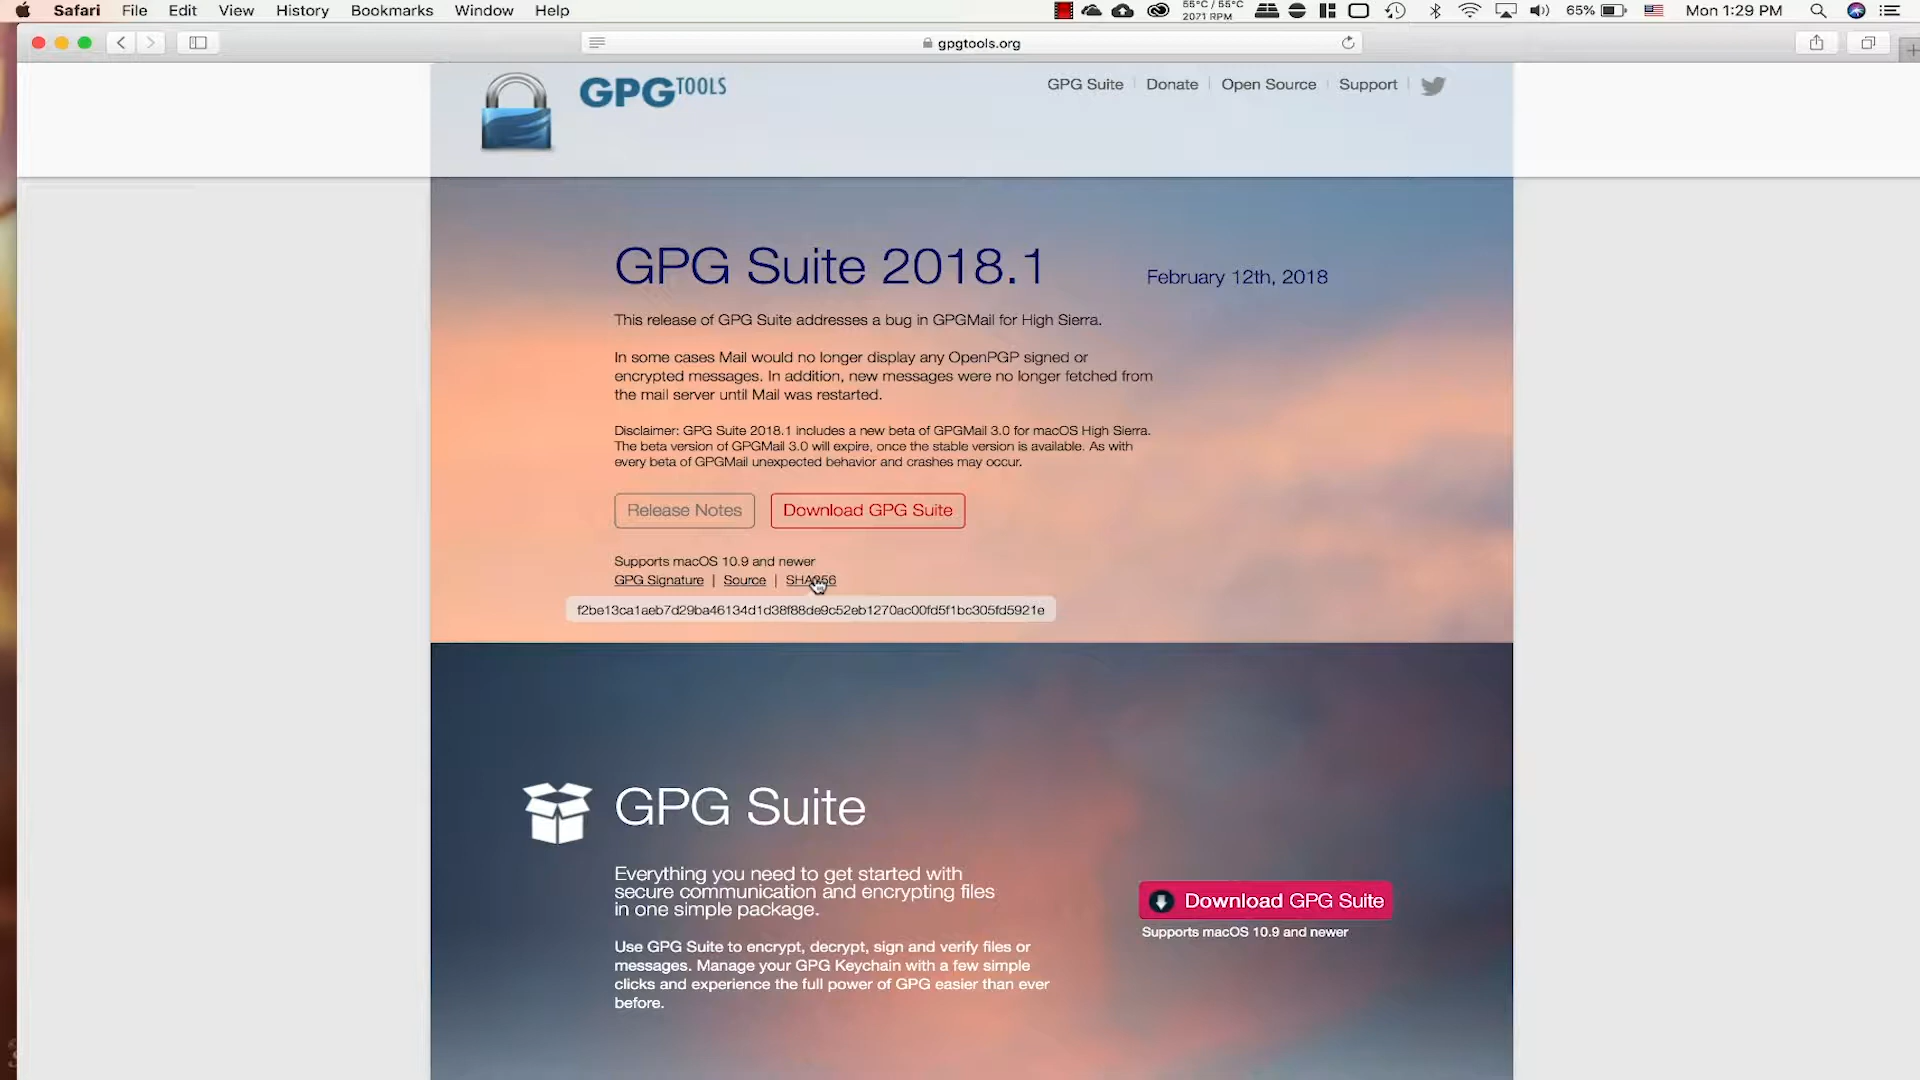 Safari File Edit View History Bookmarks Window Help 55°C / 55°C 2071 RPM 65% Mon 1:29 PM
gpgtools.org
GPGTOOLS GPG Suite Donate Open Source Support
GPG Suite 2018.1 February 12th, 2018
This release of GPG Suite addresses a bug in GPGMail for High Sierra.
In some cases Mail would no longer display any OpenPGP signed or
encrypted messages. In addition, new messages were no longer fetched from
the mail server until Mail was restarted.
Disclaimer: GPG Suite 2018.1 includes a new beta of GPGMail 3.0 for macOS High Sierra.
The beta version of GPGMail 3.0 will expire, once the stable version is available. As with
every beta of GPGMail unexpected behavior and crashes may occur.
Release Notes Download GPG Suite
Supports macOS 10.9 and newer
GPG Signature | Source | SHA256
f2be13ca1aeb7d29ba46134d1d38f88de9c52eb1270ac00fd5f1bc305fd5921e
GPG Suite
Everything you need to get started with
secure communication and encrypting files
in one simple package.
Download GPG Suite
Supports macOS 10.9 and newer
Use GPG Suite to encrypt, decrypt, sign and verify files or
messages. Manage your GPG Keychain with a few simple
clicks and experience the full power of GPG easier than ever
before.